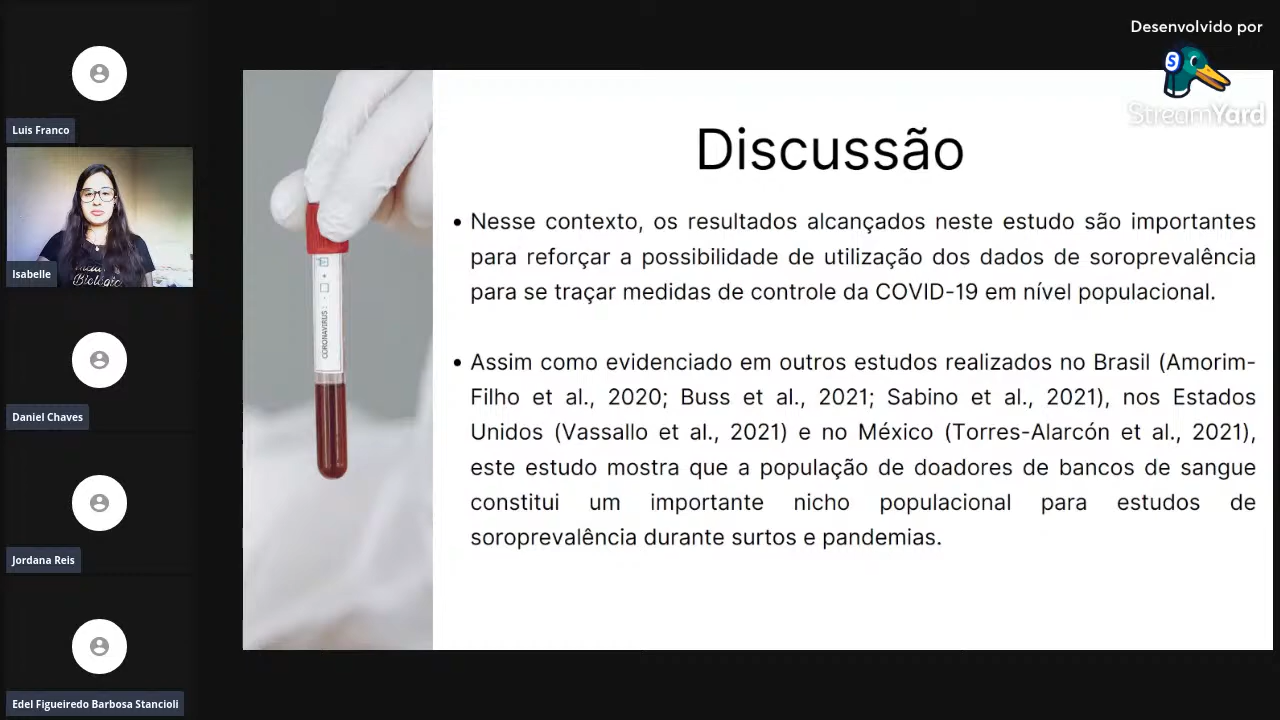 Desenvolvido por
S
StreamYard
Luis Franco
Isabelle
Daniel Chaves
Jordana Reis
Edel Figueiredo Barbosa Stancioli
CORONAVIRUS
Biológic
Discussão
• Nesse contexto, os resultados alcançados neste estudo são importantes
para reforçar a possibilidade de utilização dos dados de soroprevalência
para se traçar medidas de controle da COVID-19 em nível populacional.
• Assim como evidenciado em outros estudos realizados no Brasil (Amorim-
Filho et al., 2020; Buss et al., 2021; Sabino et al., 2021), nos Estados
Unidos (Vassallo et al., 2021) e no México (Torres-Alarcón et al., 2021),
este estudo mostra que a população de doadores de bancos de sangue
constitui um importante nicho populacional para estudos de
soroprevalência durante surtos e pandemias.